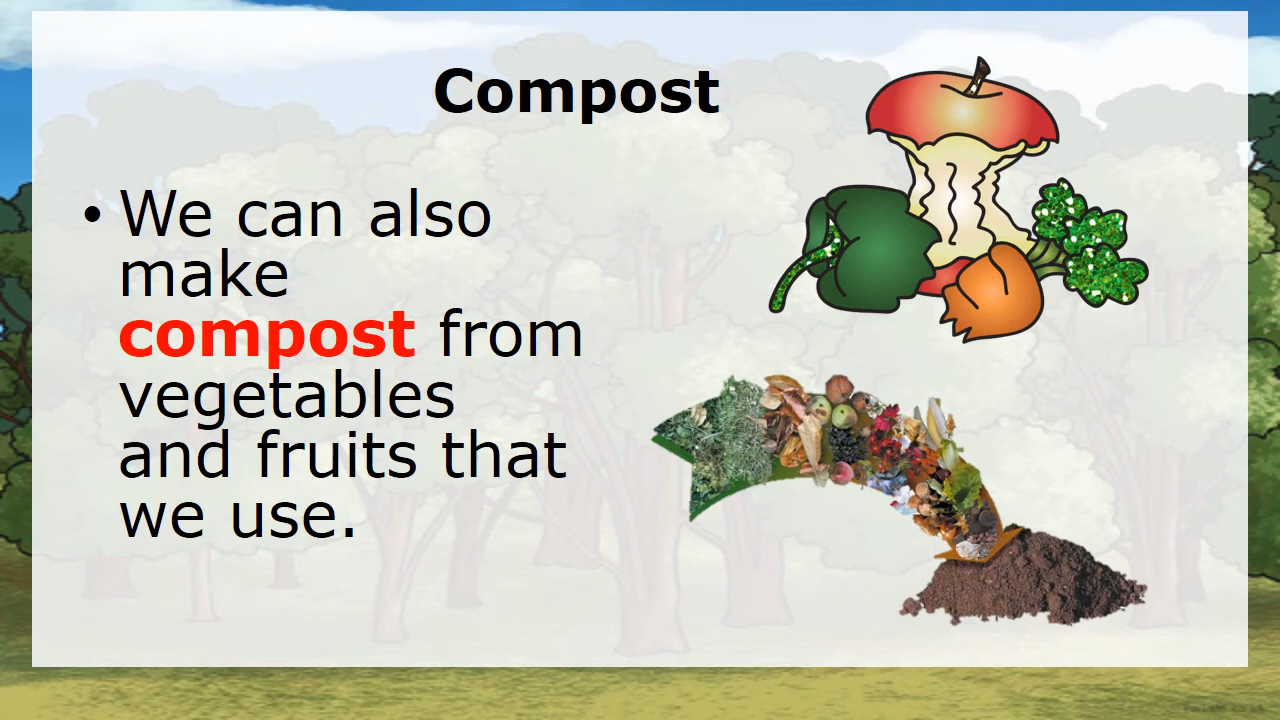 Compost
• We can also
make
compost from
vegetables
and fruits that
we use.